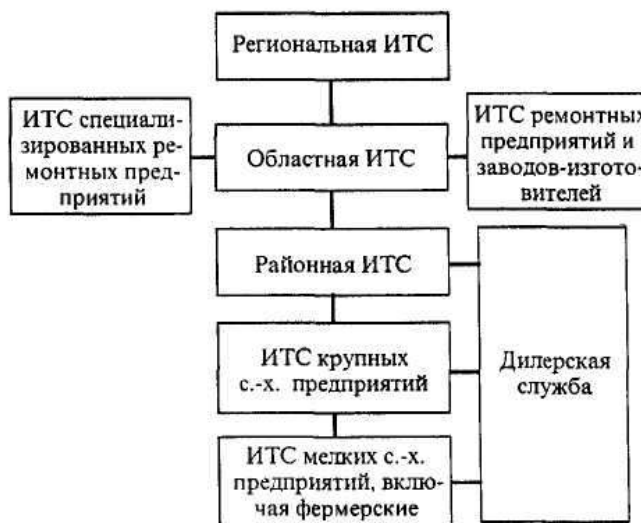 Региональная ИТС
ИТС специали-
зированных ре-
монтных пред-
приятий
Областная ИТС
ИТС ремонтных
предприятий и
заводов-изгото-
вителей
Районная ИТС
ИТС крупных
с.-х. предприятий
Дилерская
служба
ИТС мелких с.-х.
предприятий, вклю-
чая фермерские